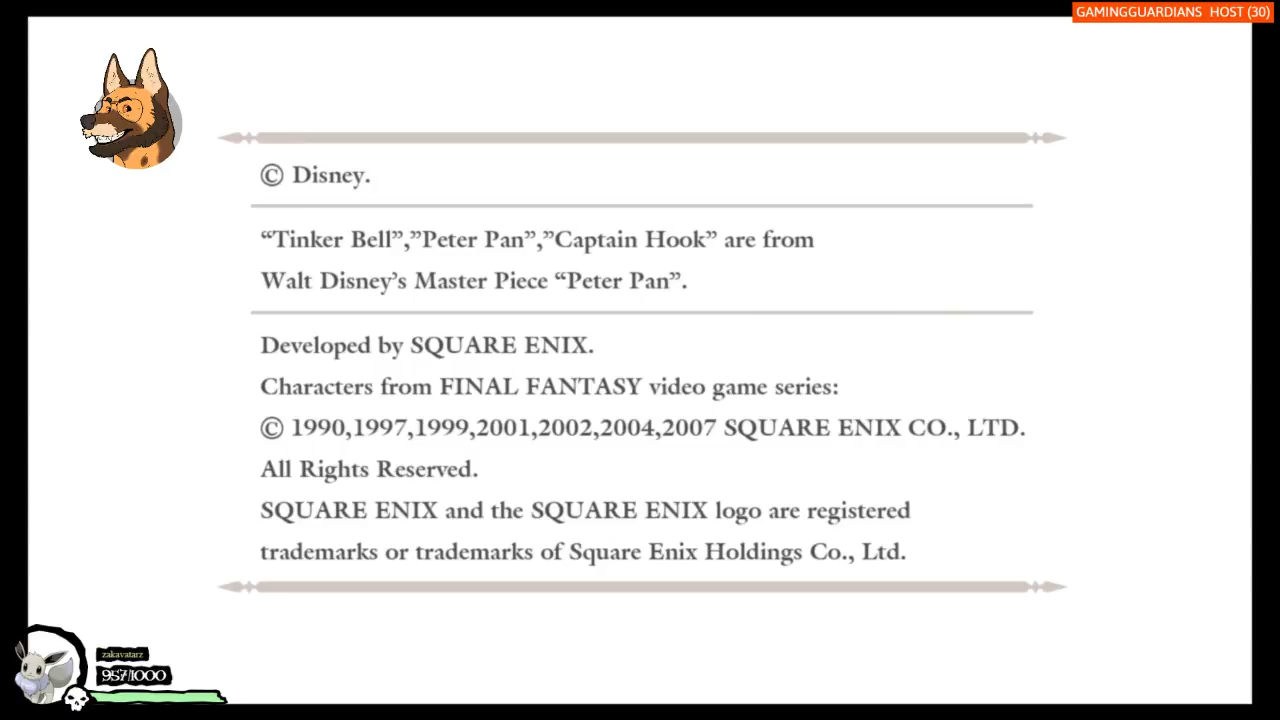 GAMINGGUARDIANS HOST (30)
© Disney.
“Tinker Bell”,”Peter Pan”,”Captain Hook” are from
Walt Disney’s Master Piece “Peter Pan”.
Developed by SQUARE ENIX.
Characters from FINAL FANTASY video game series:
© 1990,1997,1999,2001,2002,2004,2007 SQUARE ENIX CO., LTD.
All Rights Reserved.
SQUARE ENIX and the SQUARE ENIX logo are registered
trademarks or trademarks of Square Enix Holdings Co., Ltd.
zakavatarz
957/1000